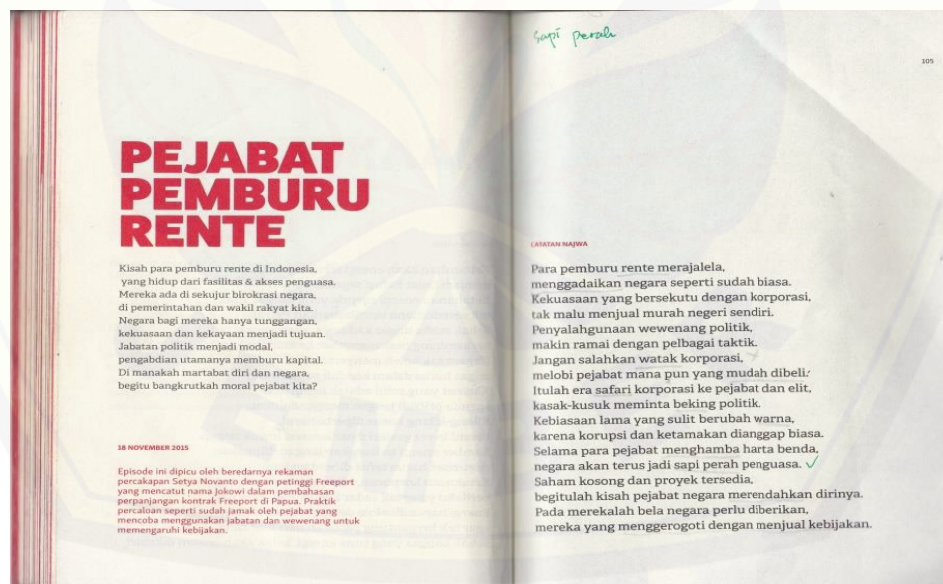 PEJABAT
PEMBURU
RENTE
Kisah para pemburu rente di Indonesia,
yang hidup dari fasilitas & akses penguasa.
Mereka ada di sekujur birokrasi negara,
di pemerintahan dan wakil rakyat kita.
Negara bagi mereka hanya tunggangan,
kekuasaan dan kekayaan menjadi tujuan.
Jabatan politik menjadi modal,
pengabdian utamanya memburu kapital.
Di manakah martabat diri dan negara,
begitu bangkrutkah moral pejabat kita?
18 NOVEMBER 2015
Episode ini dipicu oleh beredarnya rekaman
percakapan Setya Novanto dengan petinggi Freeport
yang mencatut nama Jokowi dalam pembahasan
perpanjangan kontrak Freeport di Papua. Praktik
percaloan seperti sudah jamak oleh pejabat yang
mencoba menggunakan jabatan dan wewenang untuk
memengaruhi kebijakan.
Sapi perah
105
CATATAN NAJWA
Para pemburu rente merajalela,
menggadaikan negara seperti sudah biasa.
Kekuasaan yang bersekutu dengan korporasi,
tak malu menjual murah negeri sendiri.
Penyalahgunaan wewenang politik,
makin ramai dengan pelbagai taktik.
Jangan salahkan watak korporasi,
melobi pejabat mana pun yang mudah dibeli.
Itulah era safari korporasi ke pejabat dan elit,
kasak-kusuk meminta beking politik.
Kebiasaan lama yang sulit berubah warna,
karena korupsi dan ketamakan dianggap biasa.
Selama para pejabat menghamba harta benda,
negara akan terus jadi sapi perah penguasa. ✓
Saham kosong dan proyek tersedia,
begitulah kisah pejabat negara merendahkan dirinya.
Pada merekalah bela negara perlu diberikan,
mereka yang menggerogoti dengan menjual kebijakan.